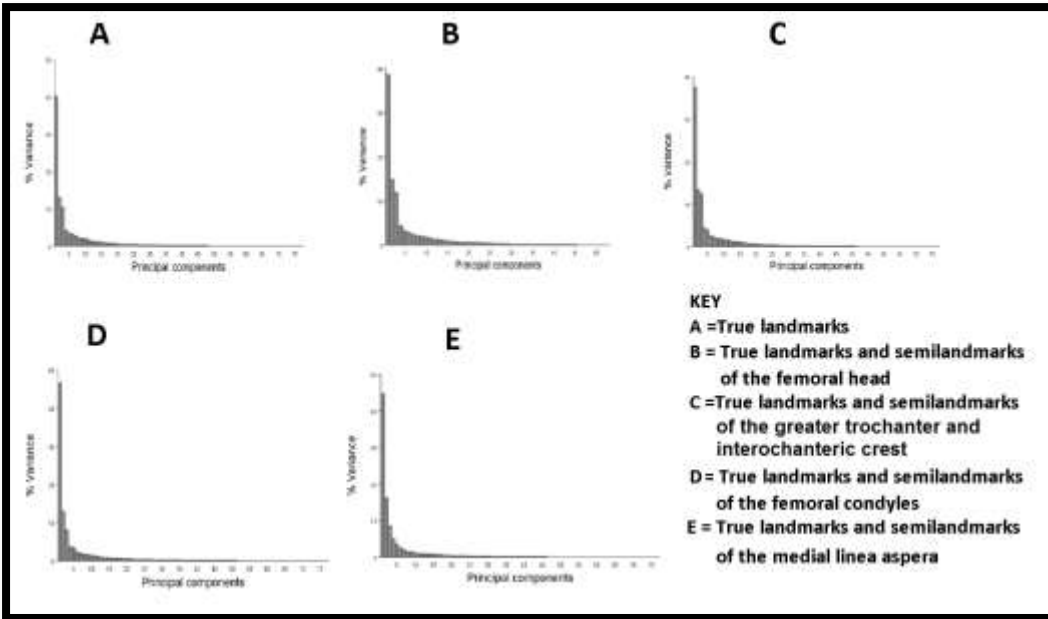 A
B
C
% Variance
% Variance
% Variance
Principal components
Principal components
Principal components
D
E
% Variance
% Variance
Principal components
Principal components
KEY
A =True landmarks
B = True landmarks and semilandmarks
of the femoral head
C =True landmarks and semilandmarks
of the greater trochanter and
interochanteric crest
D= True landmarks and semilandmarks
of the femoral condyles
E = True landmarks and semilandmarks
of the medial linea aspera